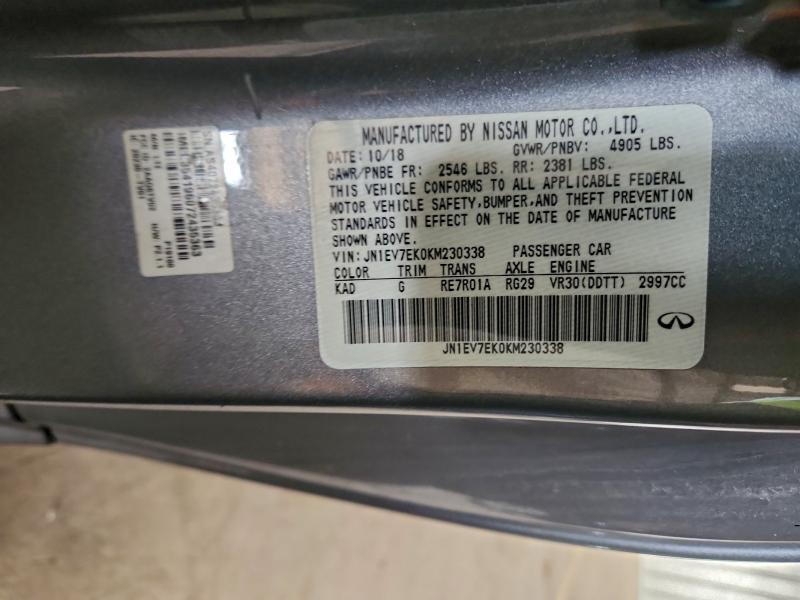 MANUFACTURED BY NISSAN MOTOR CO.,LTD.
DATE: 10/18 GVWR/PNBV: 4905 LBS.
GAWR/PNBE FR: 2546 LBS. RR: 2381 LBS.
THIS VEHICLE CONFORMS TO ALL APPLICABLE FEDERAL
MOTOR VEHICLE SAFETY,BUMPER,AND THEFT PREVENTION
STANDARDS IN EFFECT ON THE DATE OF MANUFACTURE
SHOWN ABOVE.
VIN: JN1EV7EK0KM230338 PASSENGER CAR
COLOR TRIM TRANS AXLE ENGINE
KAD G RE7R01A RG29 VR30(DDTT) 2997CC
JN1EV7EK0KM230338